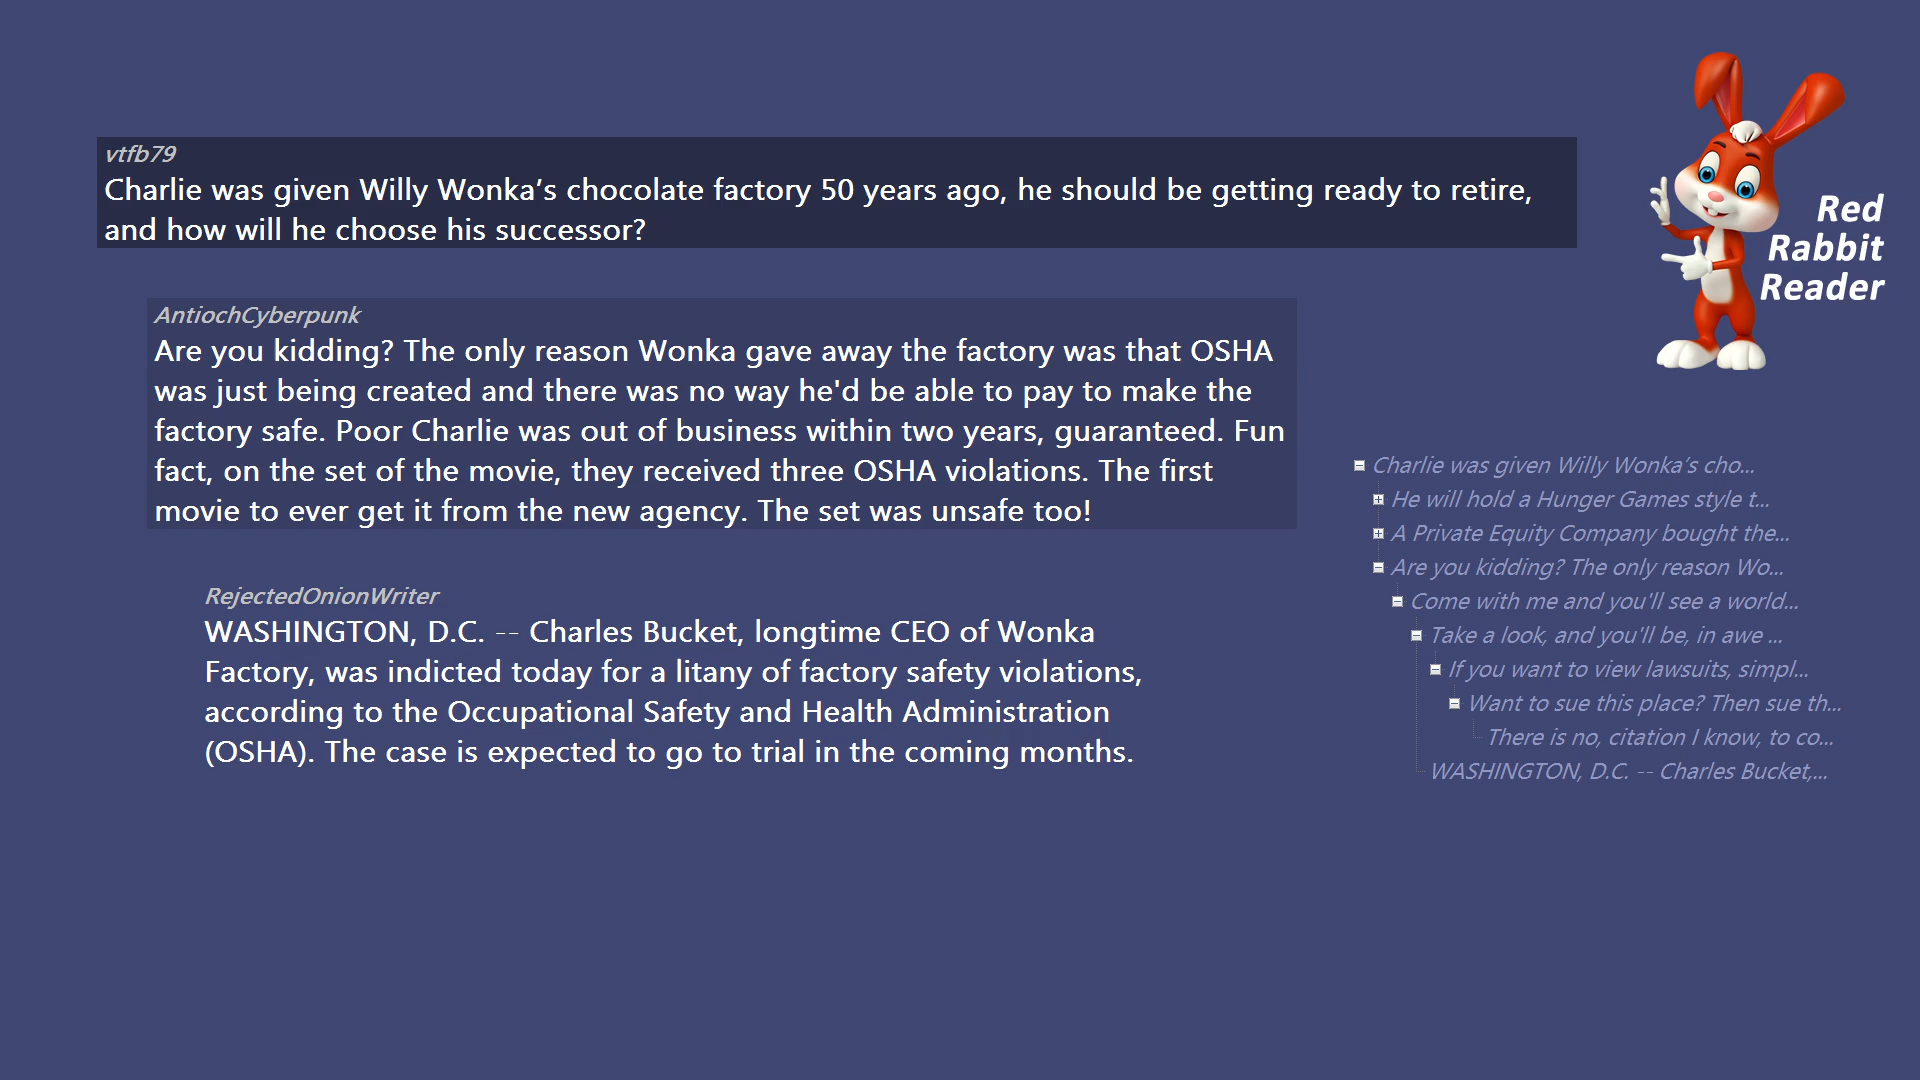 vtfb79
Charlie was given Willy Wonka’s chocolate factory 50 years ago, he should be getting ready to retire,
and how will he choose his successor?
AntiochCyberpunk
Are you kidding? The only reason Wonka gave away the factory was that OSHA
was just being created and there was no way he'd be able to pay to make the
factory safe. Poor Charlie was out of business within two years, guaranteed. Fun
fact, on the set of the movie, they received three OSHA violations. The first
movie to ever get it from the new agency. The set was unsafe too!
RejectedOnionWriter
WASHINGTON, D.C. -- Charles Bucket, longtime CEO of Wonka
Factory, was indicted today for a litany of factory safety violations,
according to the Occupational Safety and Health Administration
(OSHA). The case is expected to go to trial in the coming months.
Red
Rabbit
Reader
Charlie was given Willy Wonka’s cho...
He will hold a Hunger Games style t...
A Private Equity Company bought the...
Are you kidding? The only reason Wo...
Come with me and you'll see a world...
Take a look, and you'll be, in awe ...
If you want to view lawsuits, simpl...
Want to sue this place? Then sue th...
There is no, citation I know, to co...
WASHINGTON, D.C. -- Charles Bucket,...